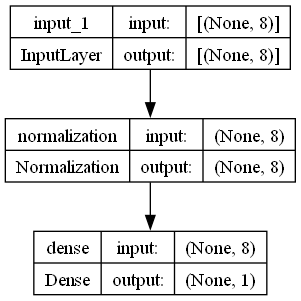 input_1 input: [(None, 8)]
InputLayer output: [(None, 8)]
normalization input: (None, 8)
Normalization output: (None, 8)
dense input: (None, 8)
Dense output: (None, 1)